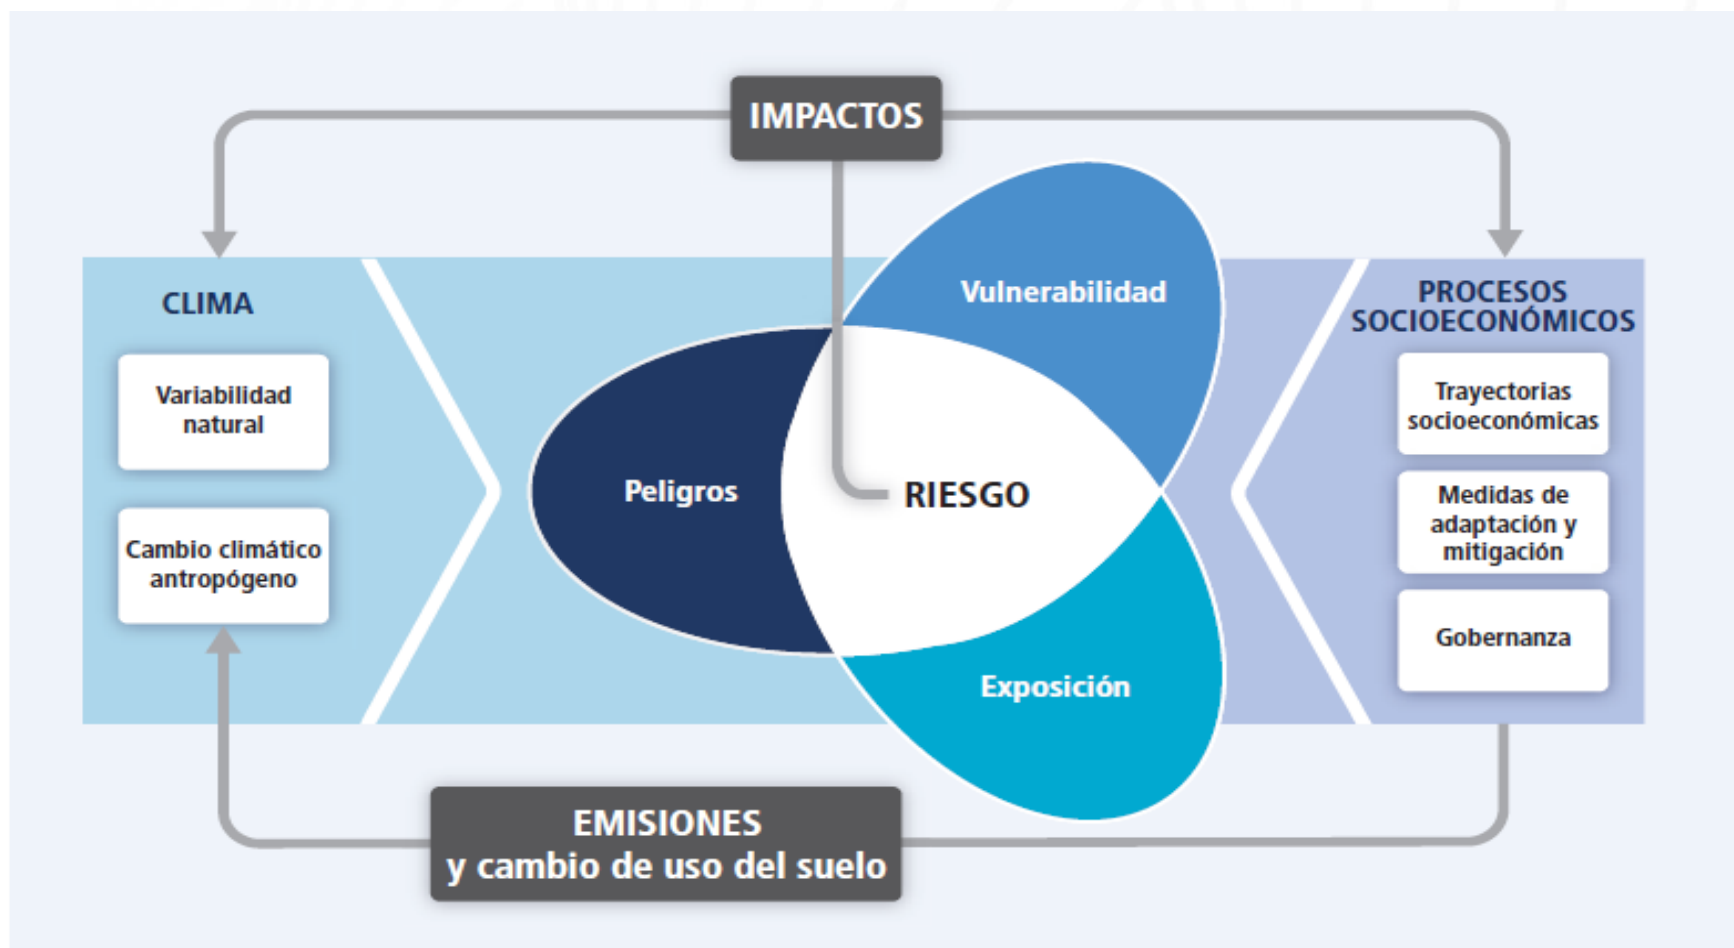 IMPACTOS
CLIMA
Variabilidad
natural
Cambio climático
antropógeno
Vulnerabilidad
Peligros
RIESGO
Exposición
PROCESOS
SOCIOECONÓMICOS
Trayectorias
socioeconómicas
Medidas de
adaptación y
mitigación
Gobernanza
EMISIONES
y cambio de uso del suelo